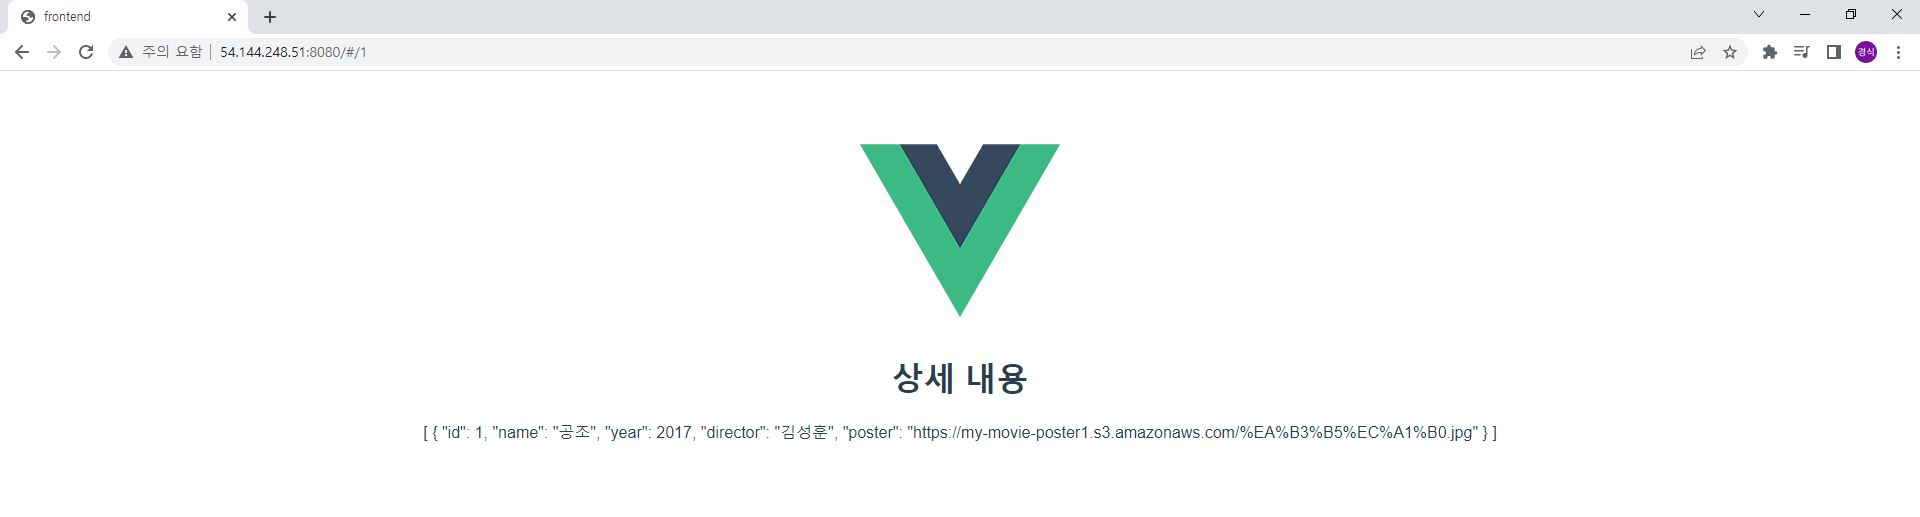 frontend
주의 요함 54.144.248.51:8080/#/1
경식
상세 내용
[ { "id": 1, "name": "공조", "year": 2017, "director": "김성훈", "poster": "https://my-movie-poster1.s3.amazonaws.com/%EA%B3%B5%EC%A1%B0.jpg" } ]